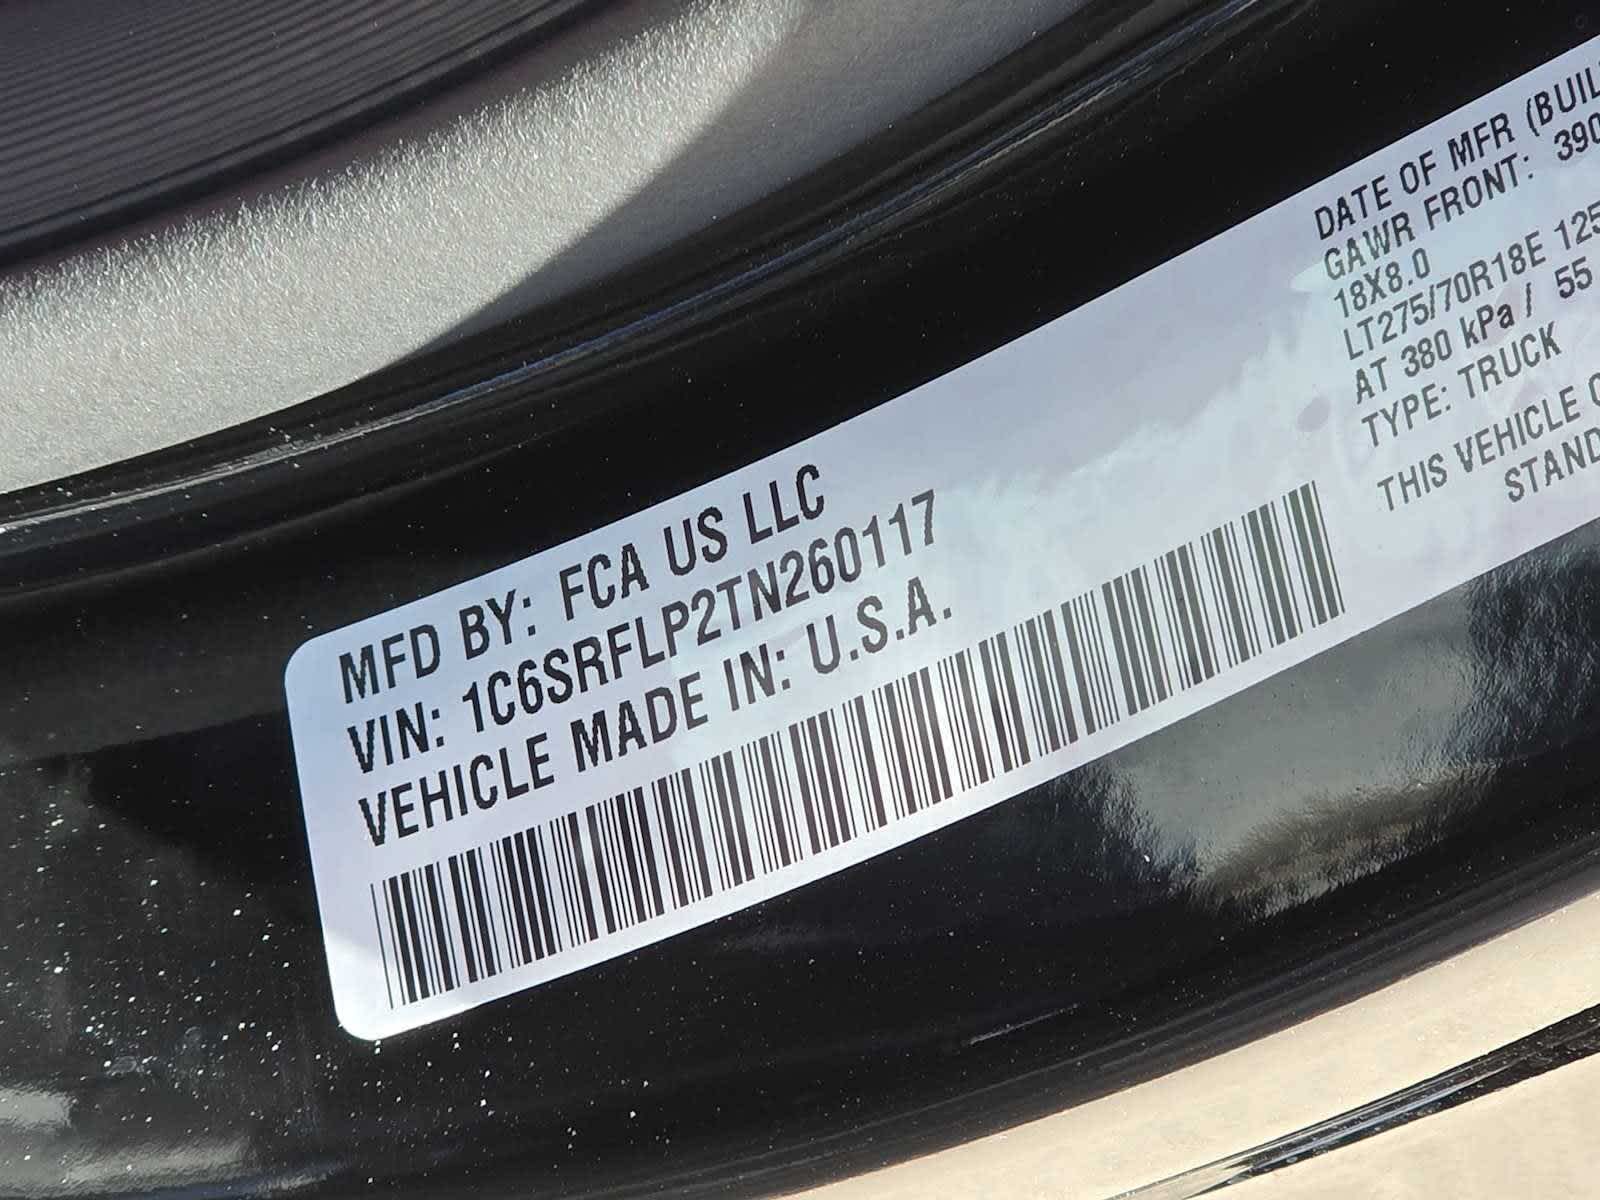 MFD BY: FCA US LLC
VIN: 1C6SRFLP2TN260117
VEHICLE MADE IN: U.S.A.
DATE OF MFR (BUIL
GAWR FRONT: 390
18X8.0
LT275/70R18E 125
AT 380 kPa / 55
TYPE: TRUCK
THIS VEHICLE
STAND